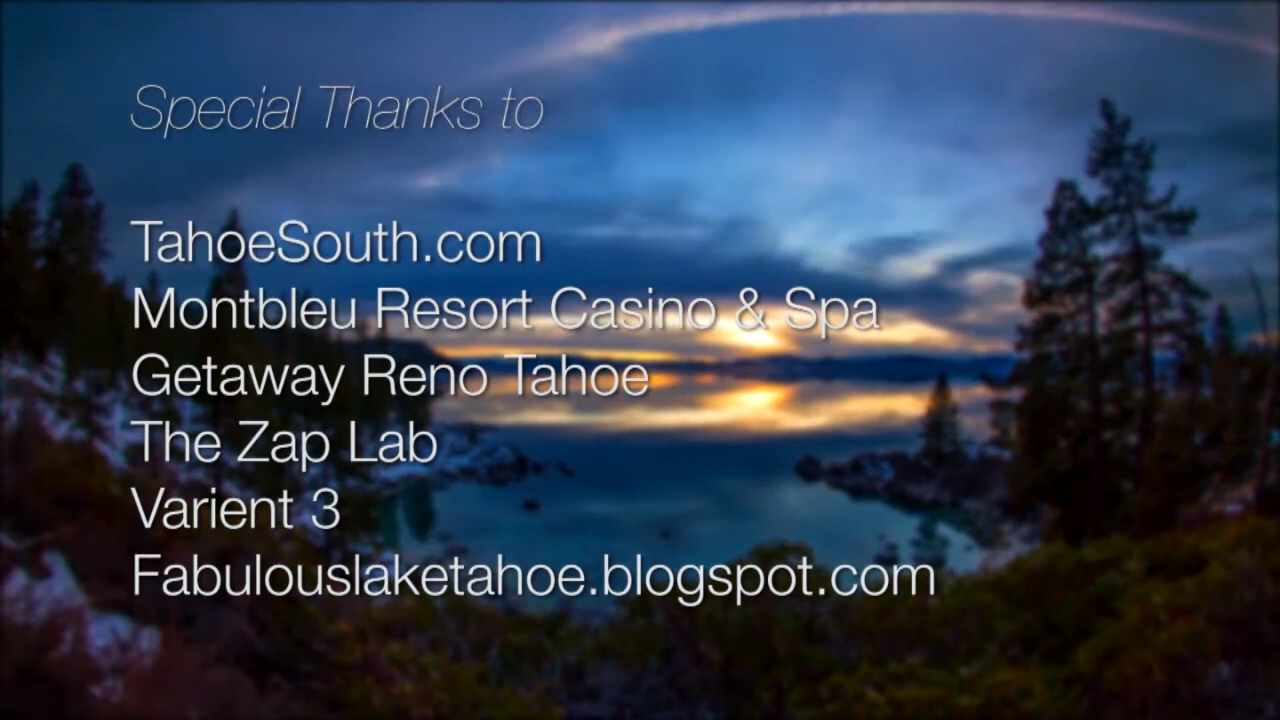 Special Thanks to
TahoeSouth.com
Montbleu Resort Casino & Spa
Getaway Reno Tahoe
The Zap Lab
Varient 3
Fabulouslaketahoe.blogspot.com